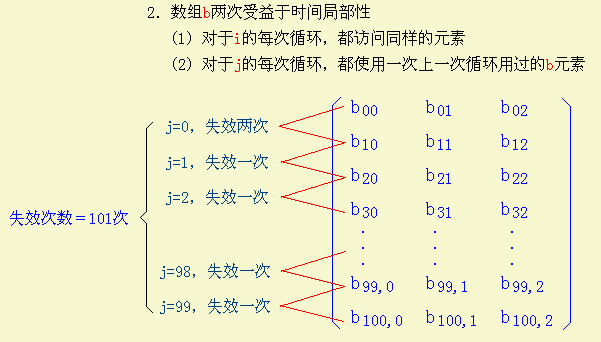 2. 数组b两次受益于时间局部性
(1) 对于i的每次循环，都访问同样的元素
(2) 对于j的每次循环，都使用一次上一次循环用过的b元素
b00 b01 b02
j=0，失效两次
b10 b11 b12
j=1，失效一次
b20 b21 b22
j=2，失效一次
b30 b31 b32
失效次数＝101次
j=98，失效一次
b99,0 b99,1 b99,2
j=99，失效一次
b100,0 b100,1 b100,2